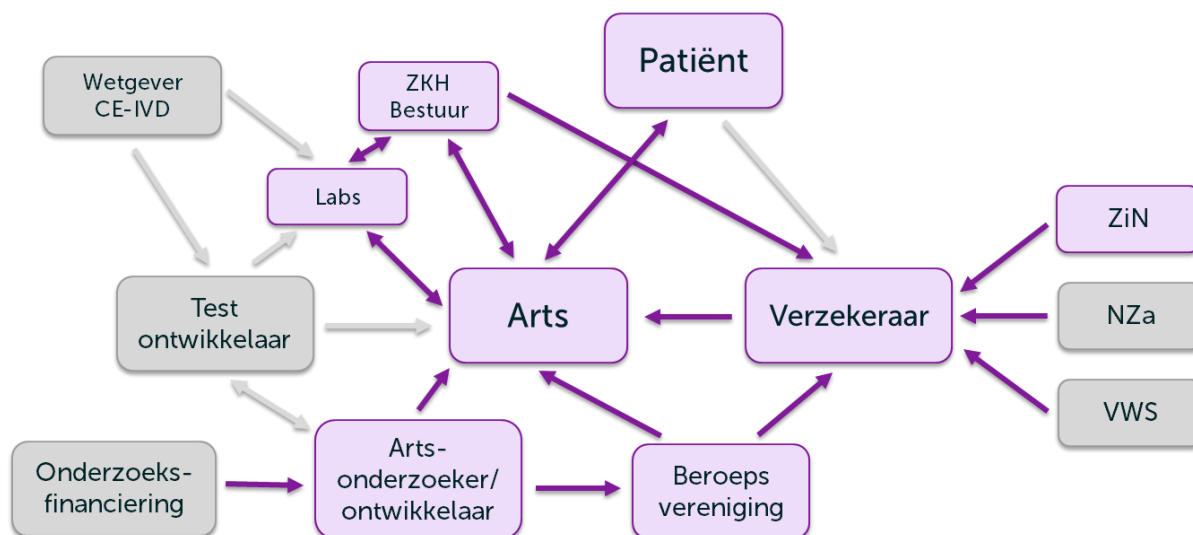 Patiënt
Wetgever
CE-IVD
ZKH
Bestuur
Labs
ZiN
Test
ontwikkelaar
Arts
Verzekeraar
NZa
VWS
Onderzoeks-
financiering
Arts-
onderzoeker/
ontwikkelaar
Beroeps
vereniging